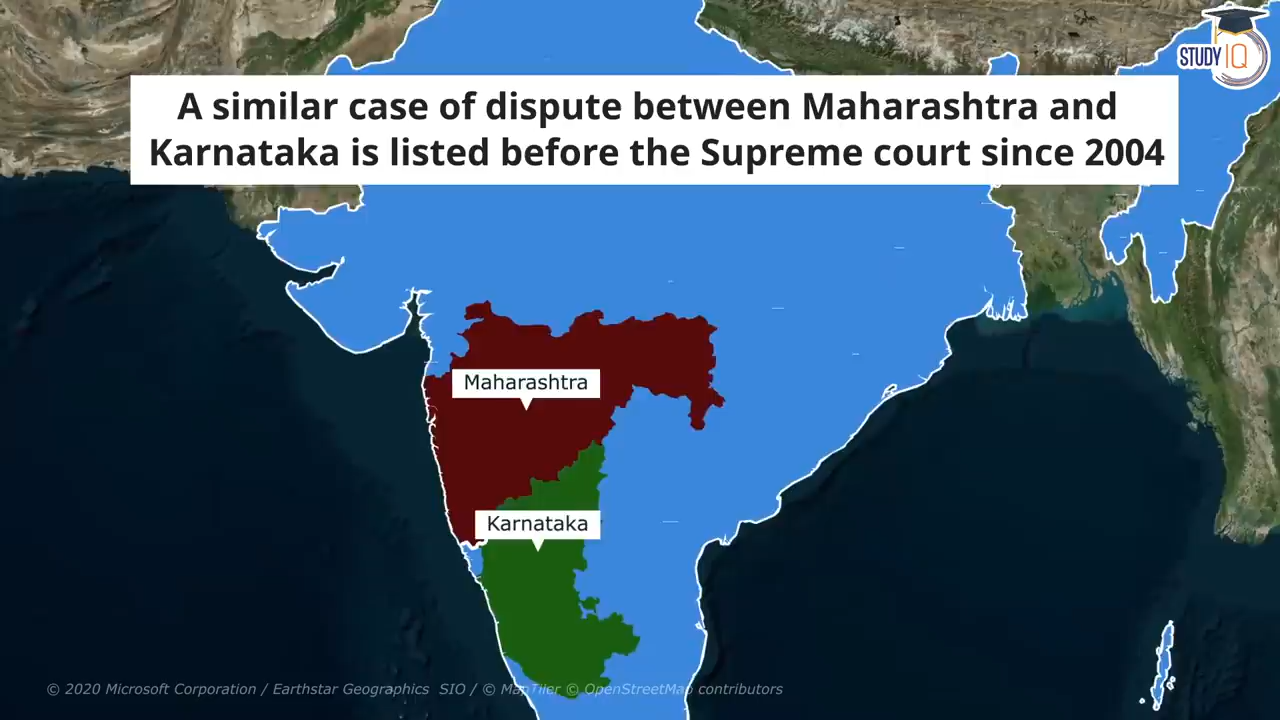 STUDY IQ
A similar case of dispute between Maharashtra and
Karnataka is listed before the Supreme court since 2004
Maharashtra
Karnataka
© 2020 Microsoft Corporation / Earthstar Geographics SIO / © MapTiler © OpenStreetMap contributors